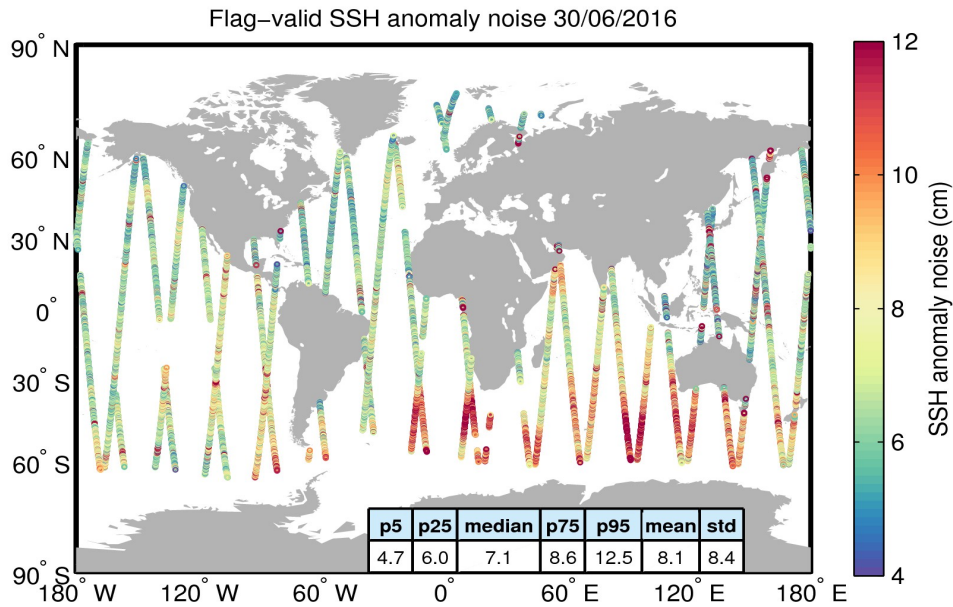 Flag−valid SSH anomaly noise 30/06/2016
90° N
60° N
30° N
0°
30° S
60° S
90° S
180° W 120° W 60° W 0° 60° E 120° E 180° E
p5 p25 median p75 p95 mean std
4.7 6.0 7.1 8.6 12.5 8.1 8.4
12
10
8
6
4
SSH anomaly noise (cm)